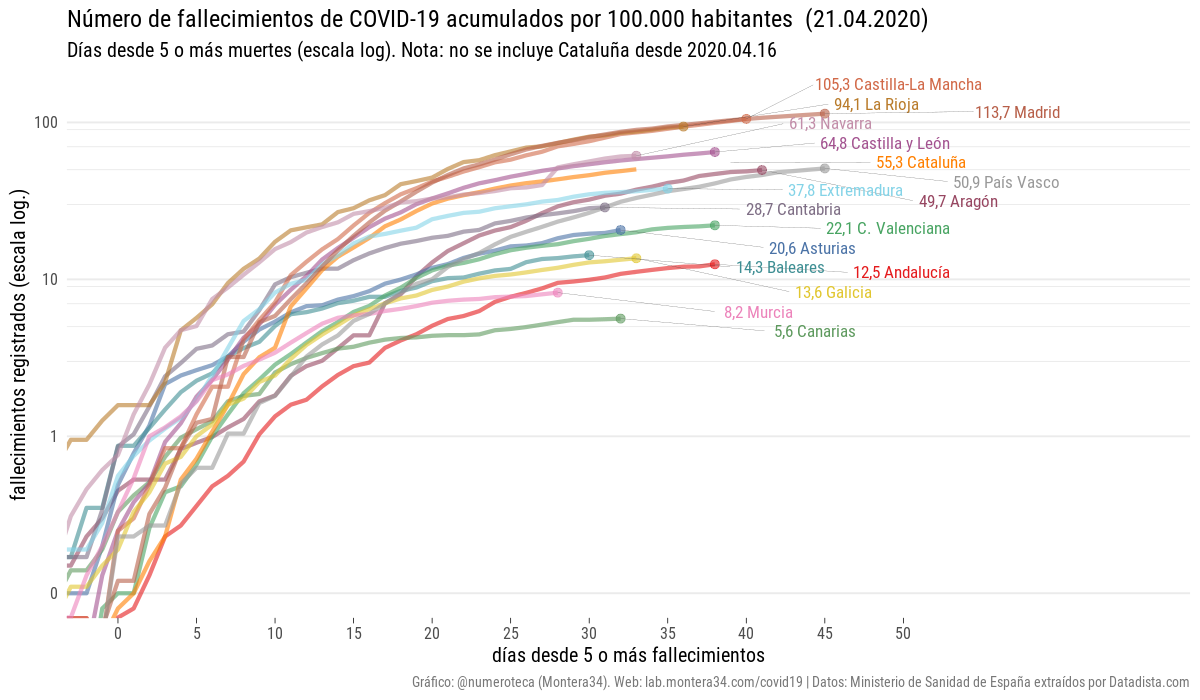 Número de fallecimientos de COVID-19 acumulados por 100.000 habitantes (21.04.2020)
Días desde 5 o más muertes (escala log). Nota: no se incluye Cataluña desde 2020.04.16
105,3 Castilla-La Mancha
94,1 La Rioja
113,7 Madrid
61,3 Navarra
64,8 Castilla y León
55,3 Cataluña
50,9 País Vasco
37,8 Extremadura
49,7 Aragón
28,7 Cantabria
22,1 C. Valenciana
20,6 Asturias
14,3 Baleares
12,5 Andalucía
13,6 Galicia
8,2 Murcia
5,6 Canarias
fallecimientos registrados (escala log.)
100
10
1
0
0 5 10 15 20 25 30 35 40 45 50
días desde 5 o más fallecimientos
Gráfico: @numeroteca (Montera34). Web: lab.montera34.com/covid19 | Datos: Ministerio de Sanidad de España extraídos por Datadista.com